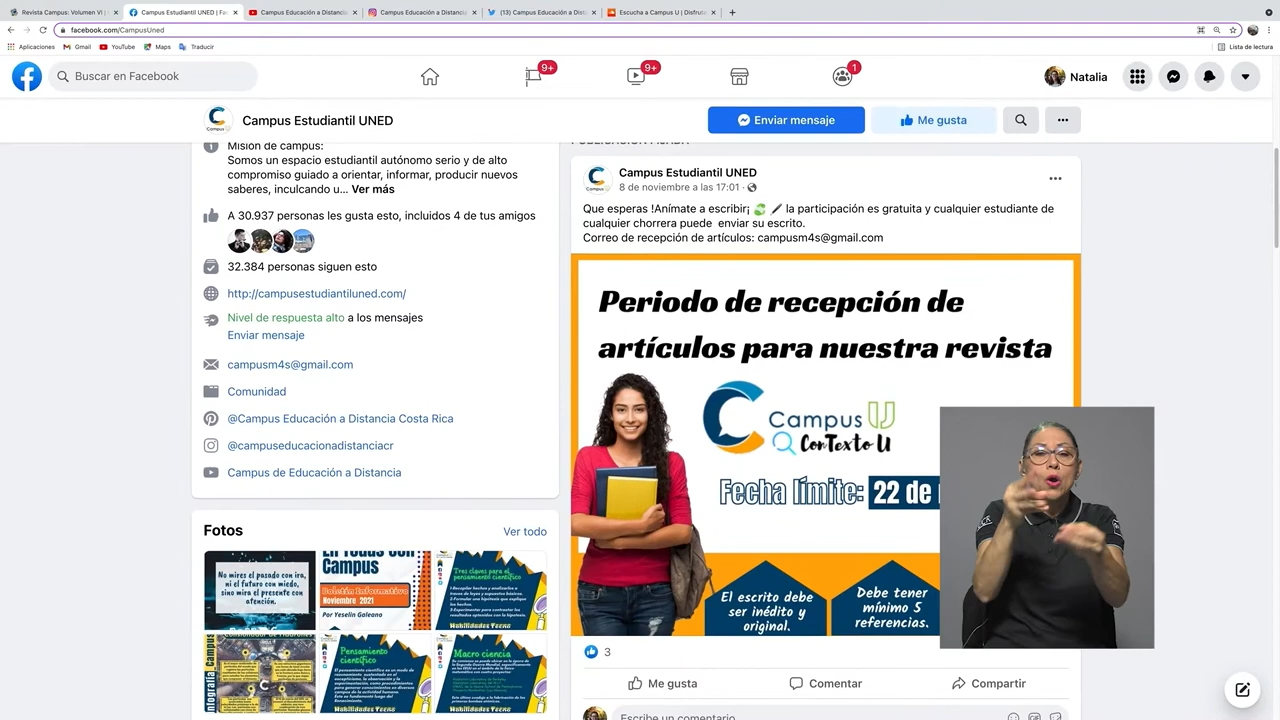 Revista Campus: Volumen VI |
Campus Estudiantil UNED | Fa
Campus Educación a Distancia
Campus Educación a Distanci
(13) Campus Educación a Dist
Escucha a Campus U | Disfrut
facebook.com/CampusUned
Aplicaciones
Gmail
YouTube
Maps
Traducir
Lista de lectura
Buscar en Facebook
9+
9+
1
Natalia
Campus Estudiantil UNED
Enviar mensaje
Me gusta
Misión de campus:
Somos un espacio estudiantil autónomo serio y de alto
compromiso guiado a orientar, informar, producir nuevos
saberes, inculcando u... Ver más
A 30.937 personas les gusta esto, incluidos 4 de tus amigos
32.384 personas siguen esto
http://campusestudiantiluned.com/
Nivel de respuesta alto a los mensajes
Enviar mensaje
campusm4s@gmail.com
Comunidad
@Campus Educación a Distancia Costa Rica
@campuseducacionadistanciacr
Campus de Educación a Distancia
Fotos
Ver todo
No mires el pasado con ira,
ni el futuro con miedo,
sino mira el presente con
atención.
En Todas con
Campus
Boletín Informativo
Noviembre 2021
Por Yeselin Galeano
Tres claves para el
pensamiento científico
Habilidades Tecno
Infografía Campus
Pensamiento
científico
Habilidades Tecno
Macro ciencia
Habilidades Tecno
PUBLICACIÓN FIJADA
Campus Estudiantil UNED
8 de noviembre a las 17:01
Que esperas !Anímate a escribir¡ la participación es gratuita y cualquier estudiante de
cualquier chorrera puede enviar su escrito.
Correo de recepción de artículos: campusm4s@gmail.com
Periodo de recepción de
artículos para nuestra revista
Campus U
ConTexto U
Fecha límite: 22 de
El escrito debe
ser inédito y
original.
Debe tener
mínimo 5
referencias.
3
Me gusta
Comentar
Compartir
Escribe un comentario